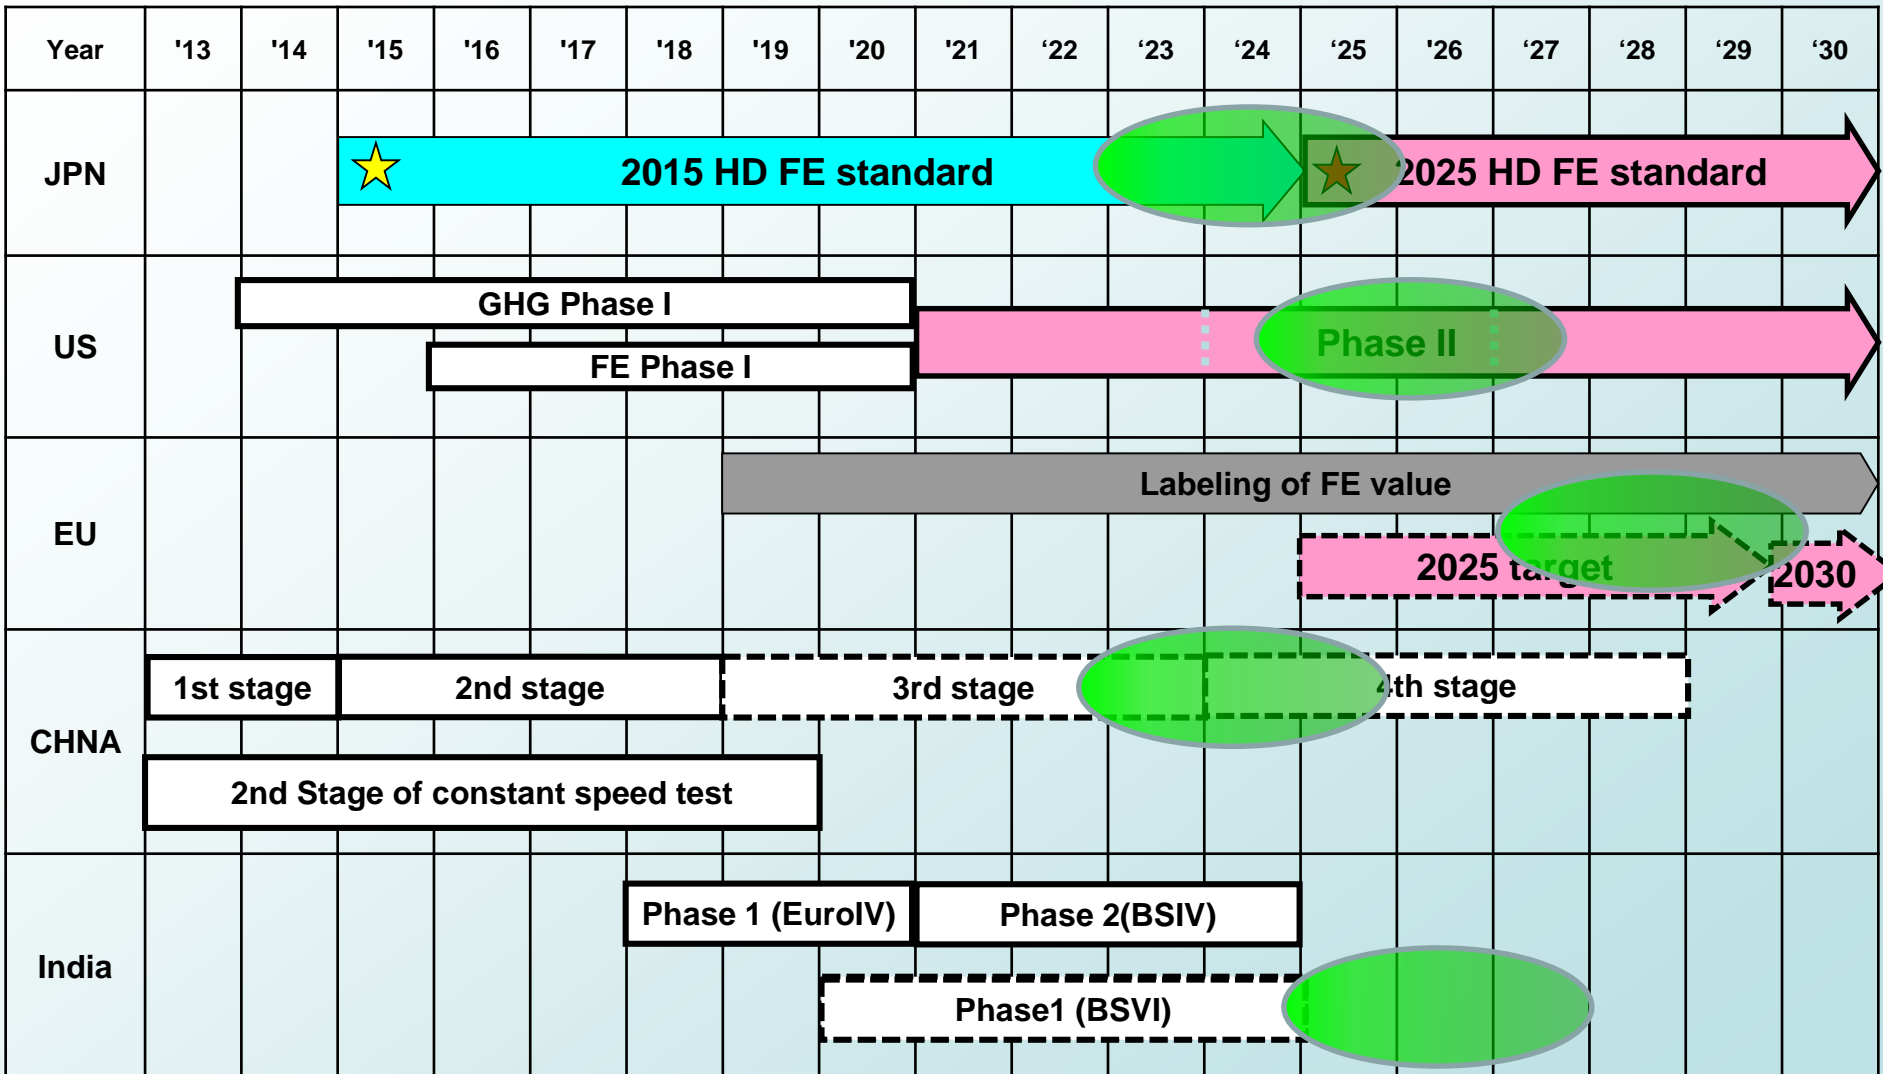 Year '13 '14 '15 '16 '17 '18 '19 '20 '21 ‘22 ‘23 ‘24 ‘25 '26 ‘27 ‘28 ‘29 ‘30
JPN
2015 HD FE standard
2025 HD FE standard
US
GHG Phase I
FE Phase I
Phase II
EU
Labeling of FE value
2025 target
2030
CHNA
1st stage
2nd stage
3rd stage
4th stage
2nd Stage of constant speed test
India
Phase 1 (EuroIV)
Phase 2(BSIV)
Phase1 (BSVI)